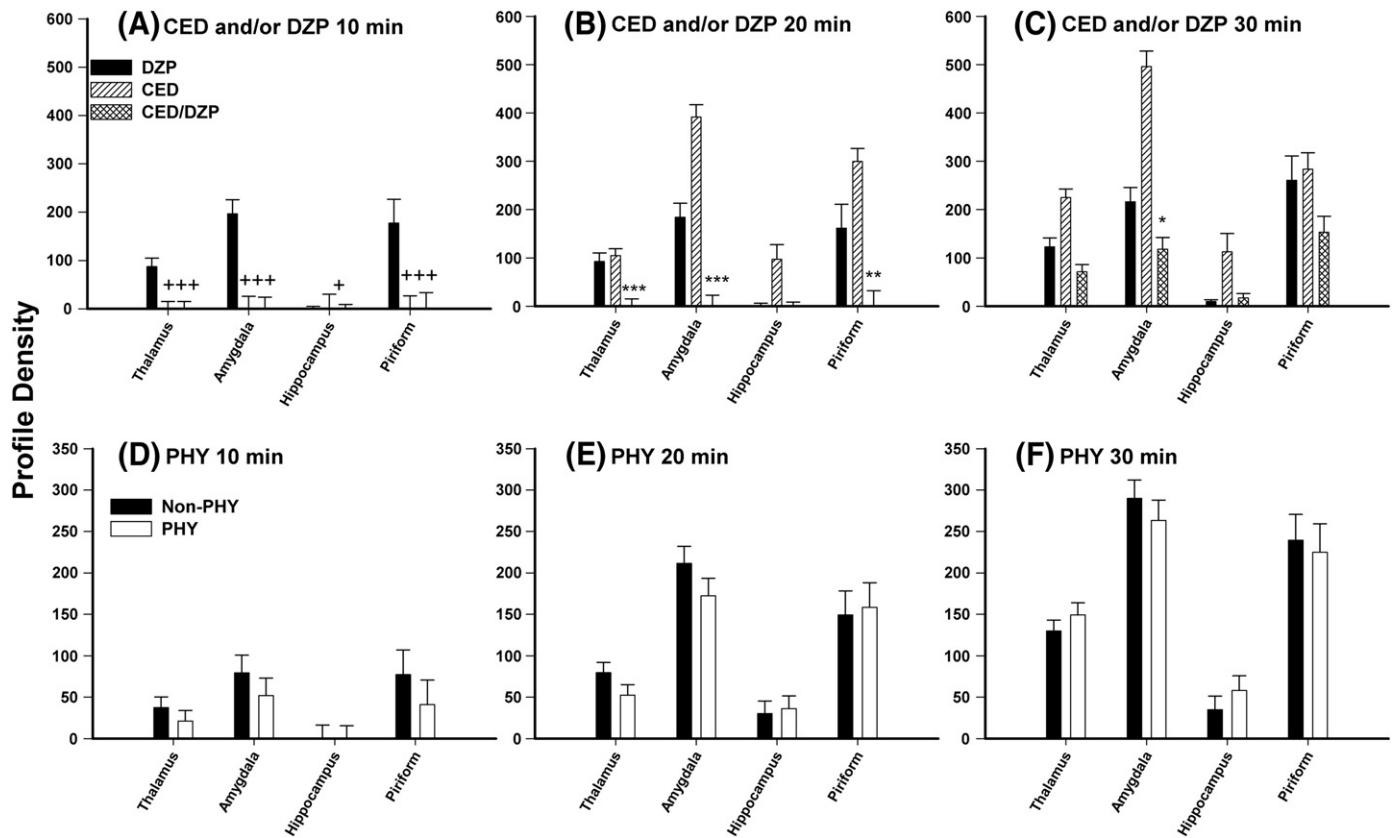 (A) CED and/or DZP 10 min
600
500
400
300
200
100
0
DZP
CED
CED/DZP
+++
+++
+
+++
Thalamus
Amygdala
Hippocampus
Piriform
(B) CED and/or DZP 20 min
600
500
400
300
200
100
0
***
***
**
Thalamus
Amygdala
Hippocampus
Piriform
(C) CED and/or DZP 30 min
600
500
400
300
200
100
0
*
Thalamus
Amygdala
Hippocampus
Piriform
Profile Density
(D) PHY 10 min
350
300
250
200
150
100
50
0
Non-PHY
PHY
Thalamus
Amygdala
Hippocampus
Piriform
(E) PHY 20 min
350
300
250
200
150
100
50
0
Thalamus
Amygdala
Hippocampus
Piriform
(F) PHY 30 min
350
300
250
200
150
100
50
0
Thalamus
Amygdala
Hippocampus
Piriform